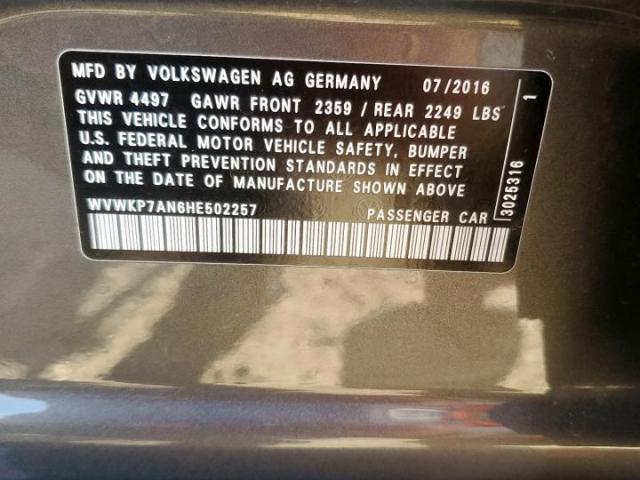 MFD BY VOLKSWAGEN AG GERMANY 07/2016
GVWR 4497 GAWR FRONT 2359 / REAR 2249 LBS
THIS VEHICLE CONFORMS TO ALL APPLICABLE
U.S. FEDERAL MOTOR VEHICLE SAFETY, BUMPER
AND THEFT PREVENTION STANDARDS IN EFFECT
ON THE DATE OF MANUFACTURE SHOWN ABOVE
WVWKP7AN6HE502257 PASSENGER CAR
3025316 1